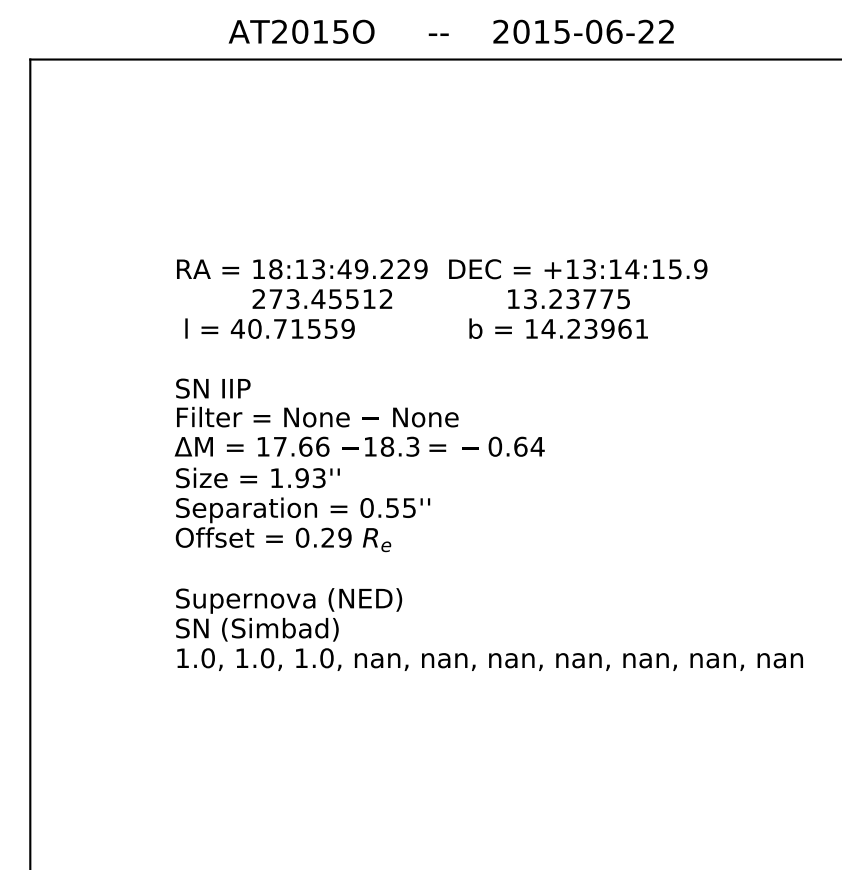 AT2015O -- 2015-06-22
RA = 18:13:49.229 DEC = +13:14:15.9
273.45512 13.23775
l = 40.71559 b = 14.23961
SN IIP
Filter = None − None
ΔM = 17.66 −18.3 = − 0.64
Size = 1.93''
Separation = 0.55''
Offset = 0.29 Rₑ
Supernova (NED)
SN (Simbad)
1.0, 1.0, 1.0, nan, nan, nan, nan, nan, nan, nan